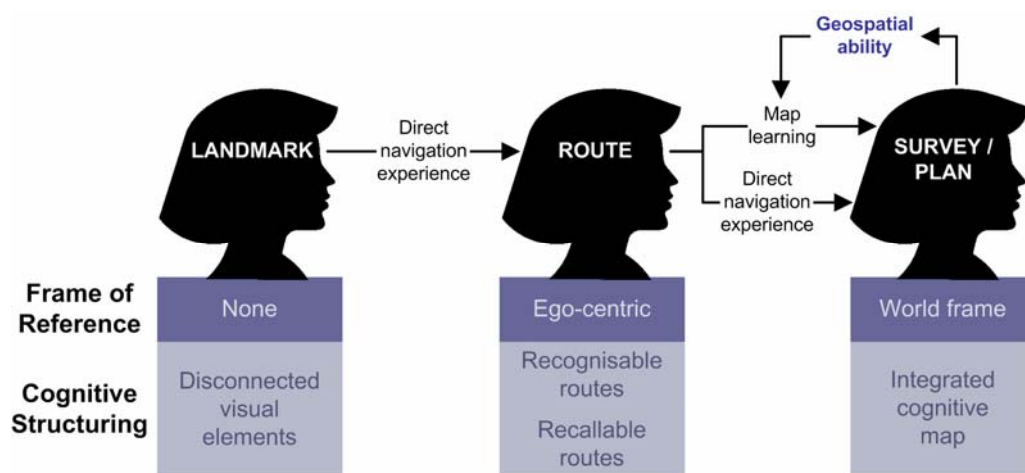 Geospatial
ability
LANDMARK
Direct
navigation
experience
ROUTE
Map
learning
Direct
navigation
experience
SURVEY /
PLAN
Frame of
Reference
None
Ego-centric
World frame
Cognitive
Structuring
Disconnected
visual
elements
Recognisable
routes
Recallable
routes
Integrated
cognitive
map